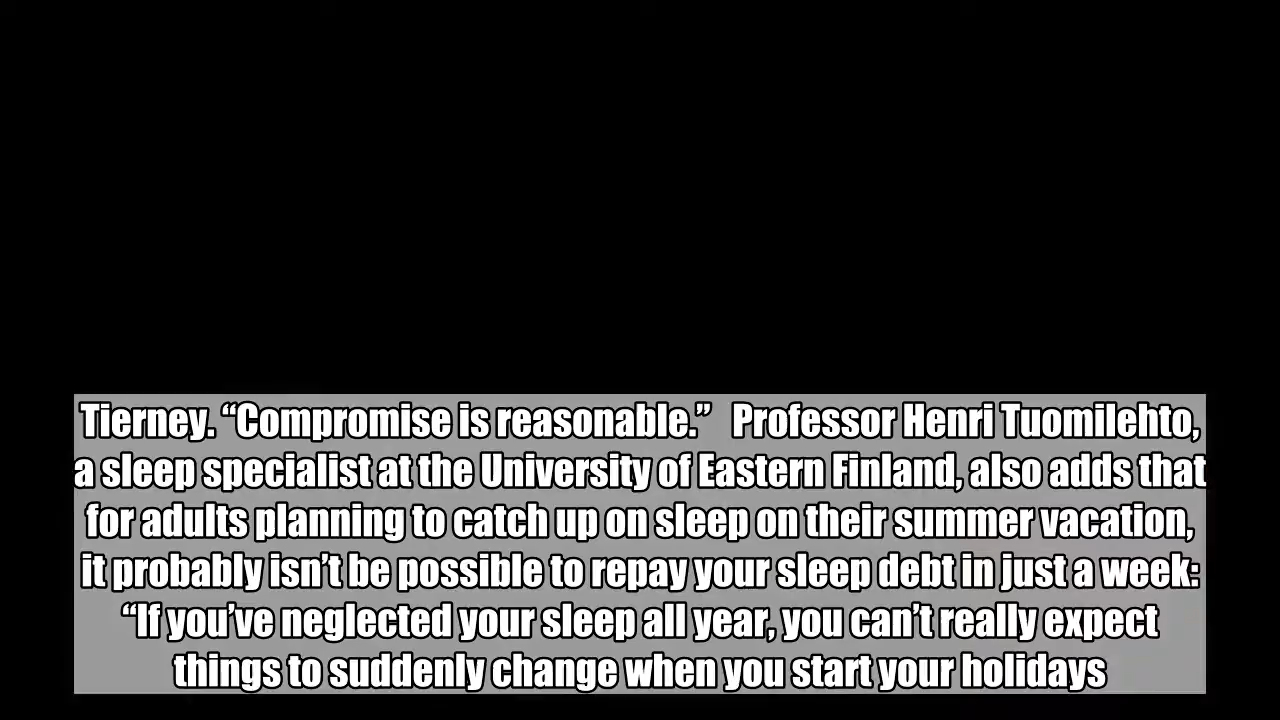 Tierney. “Compromise is reasonable.”   Professor Henri Tuomilehto,
a sleep specialist at the University of Eastern Finland, also adds that
for adults planning to catch up on sleep on their summer vacation,
it probably isn’t be possible to repay your sleep debt in just a week:
“If you’ve neglected your sleep all year, you can’t really expect
things to suddenly change when you start your holidays